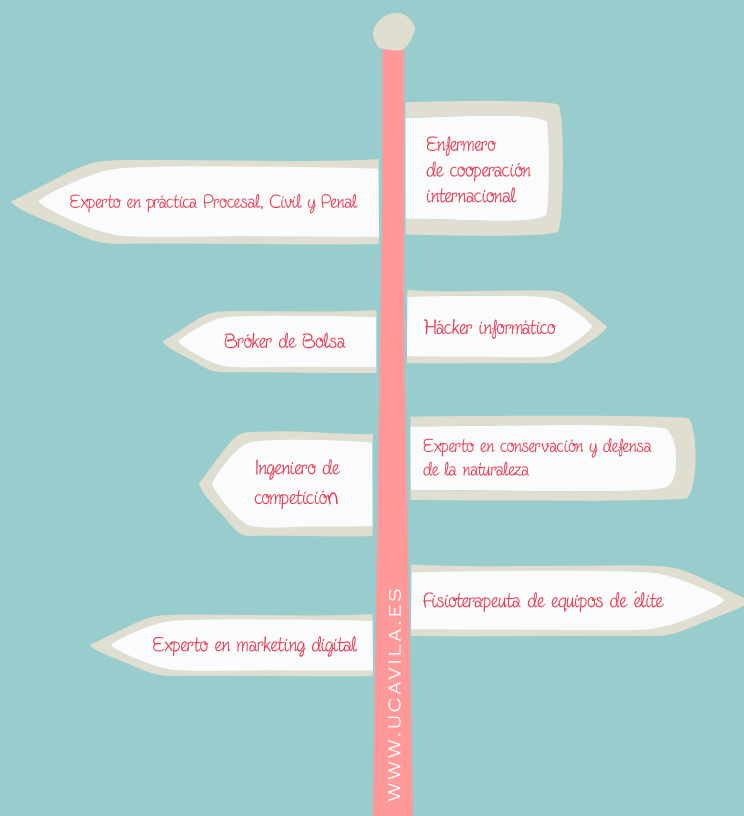 Enfermero
de cooperación
internacional
Experto en práctica Procesal, Civil y Penal
Hácker informático
Bróker de Bolsa
Experto en conservación y defensa
de la naturaleza
Ingeniero de
competición
Fisioterapeuta de equipos de élite
Experto en marketing digital
WWW.UCAVILA.ES